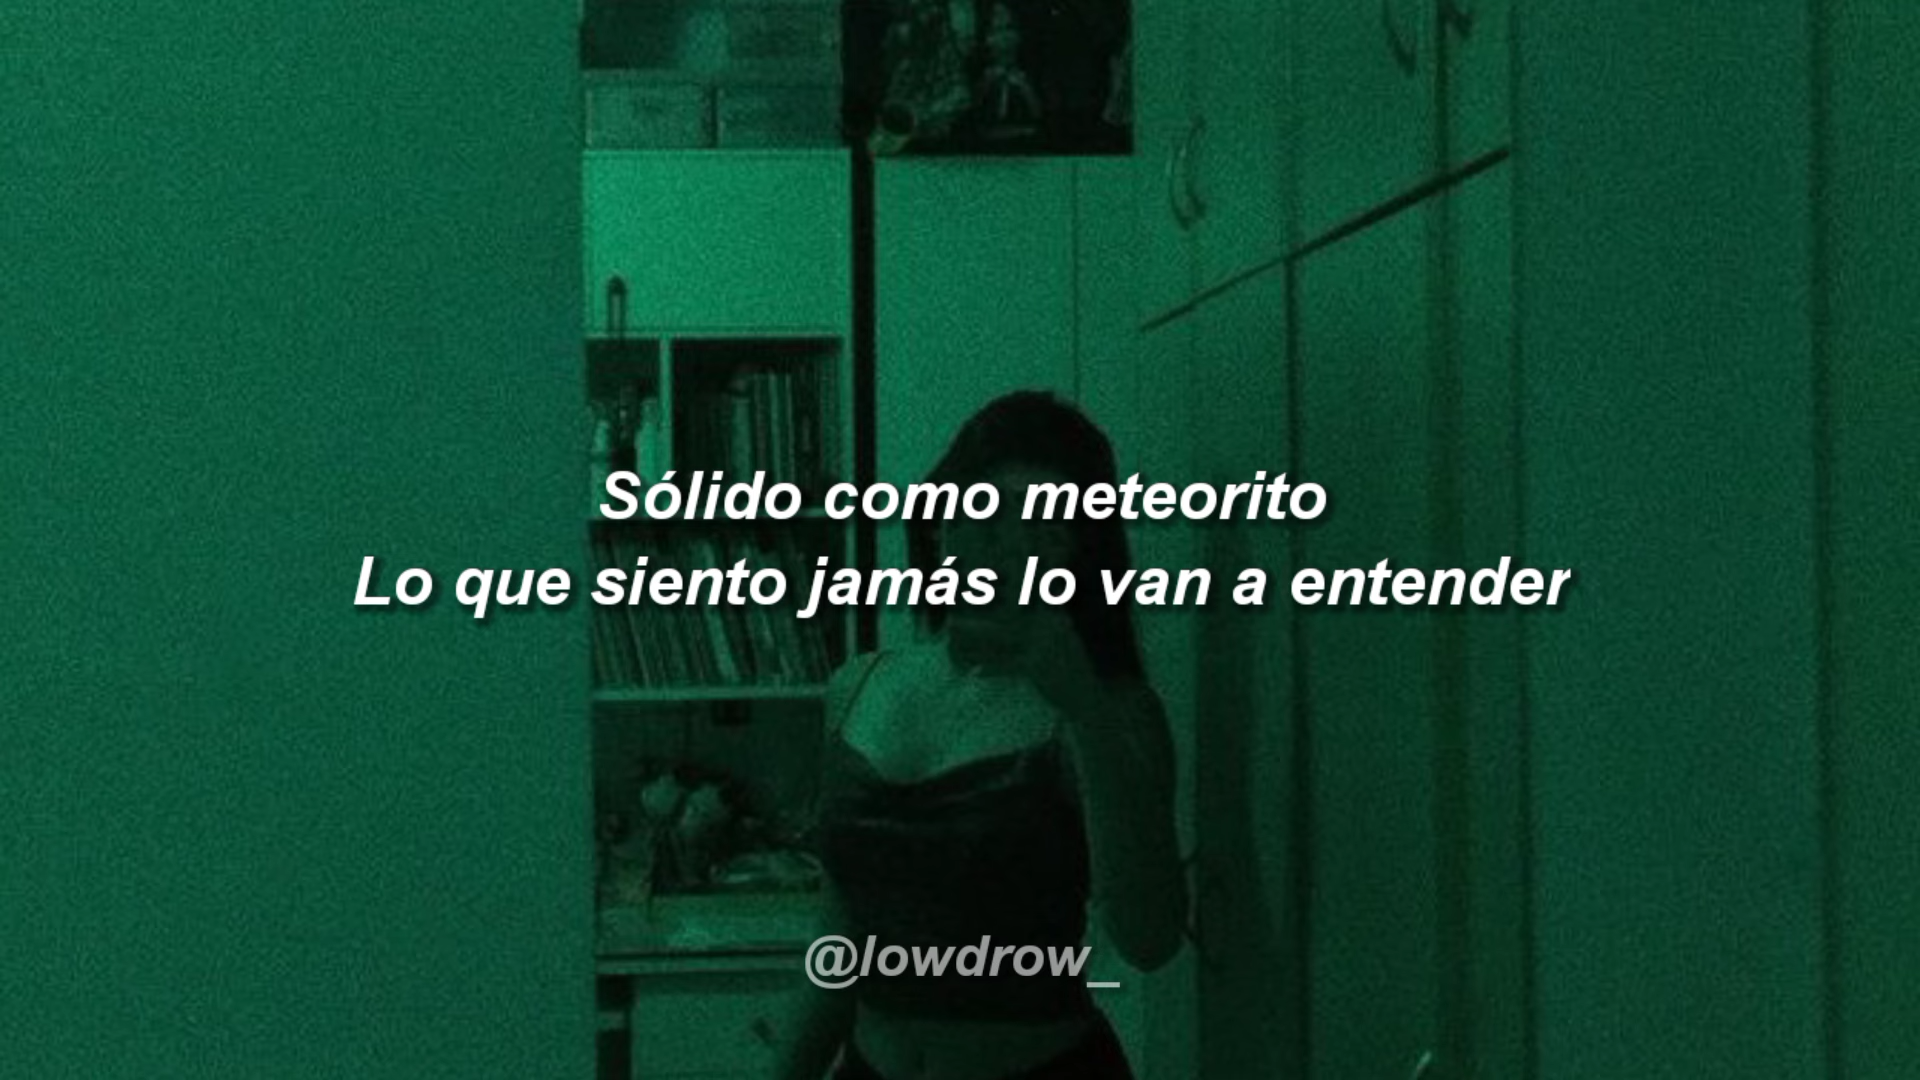 Sólido como meteorito
Lo que siento jamás lo van a entender
@lowdrow_